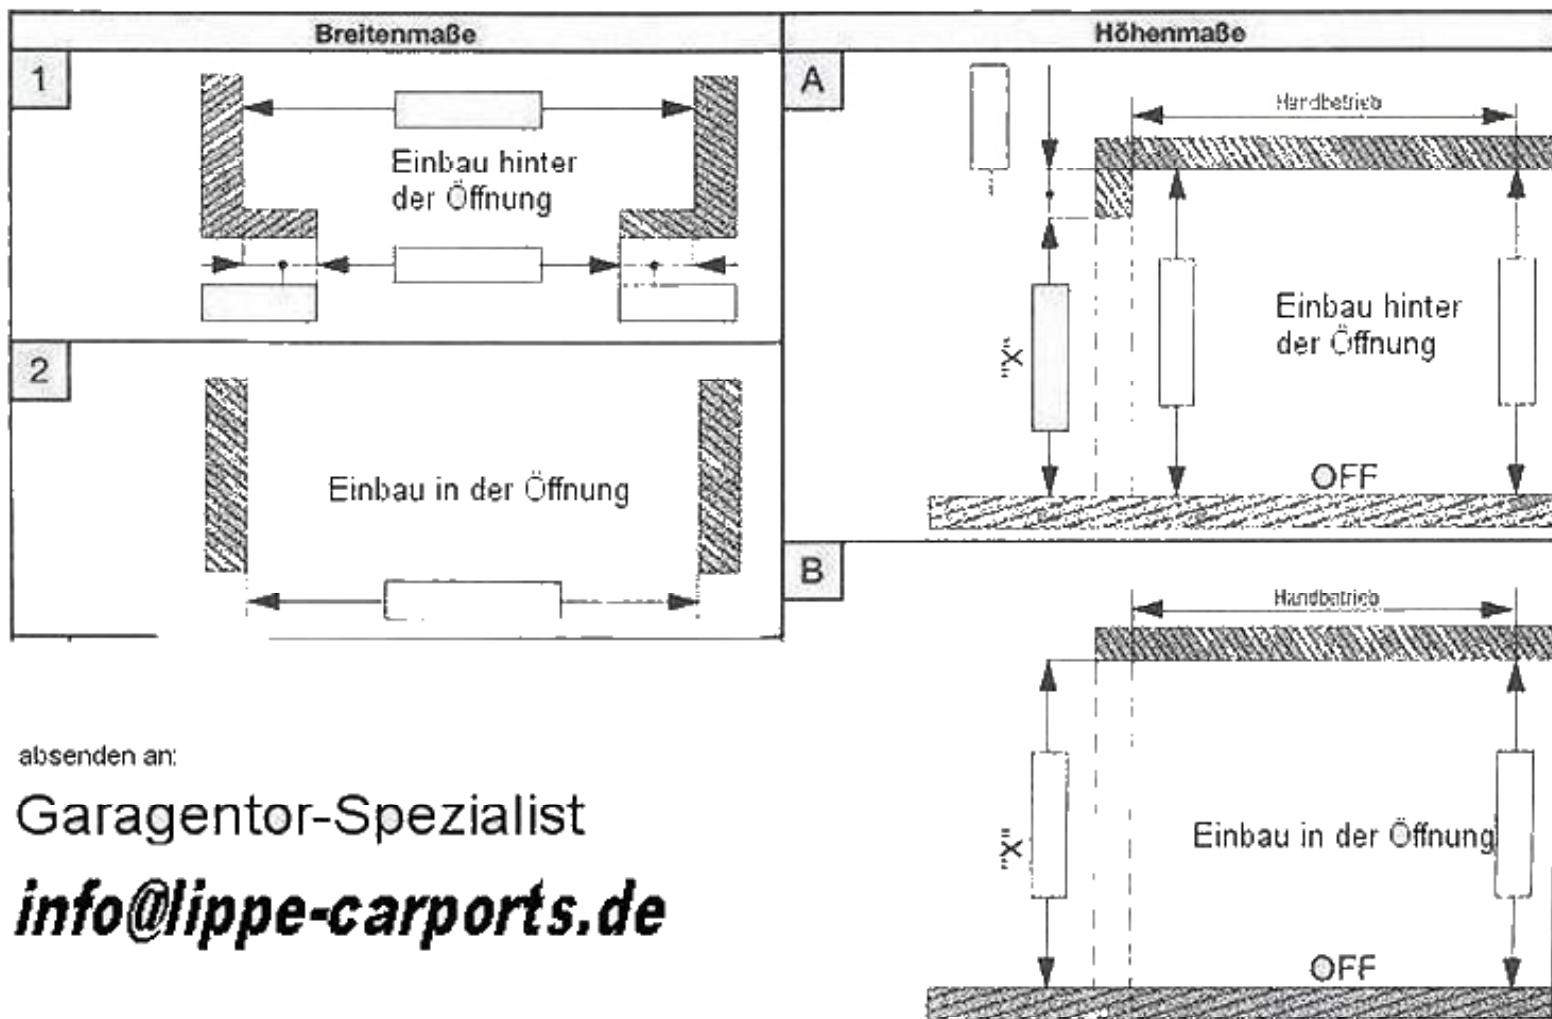 Breitenmaße
1
Einbau hinter
der Öffnung
2
Einbau in der Öffnung
Höhenmaße
A
Handbetrieb
"X"
Einbau hinter
der Öffnung
OFF
B
Handbetrieb
"X"
Einbau in der Öffnung
OFF
absenden an:
Garagentor-Spezialist
info@lippe-carports.de